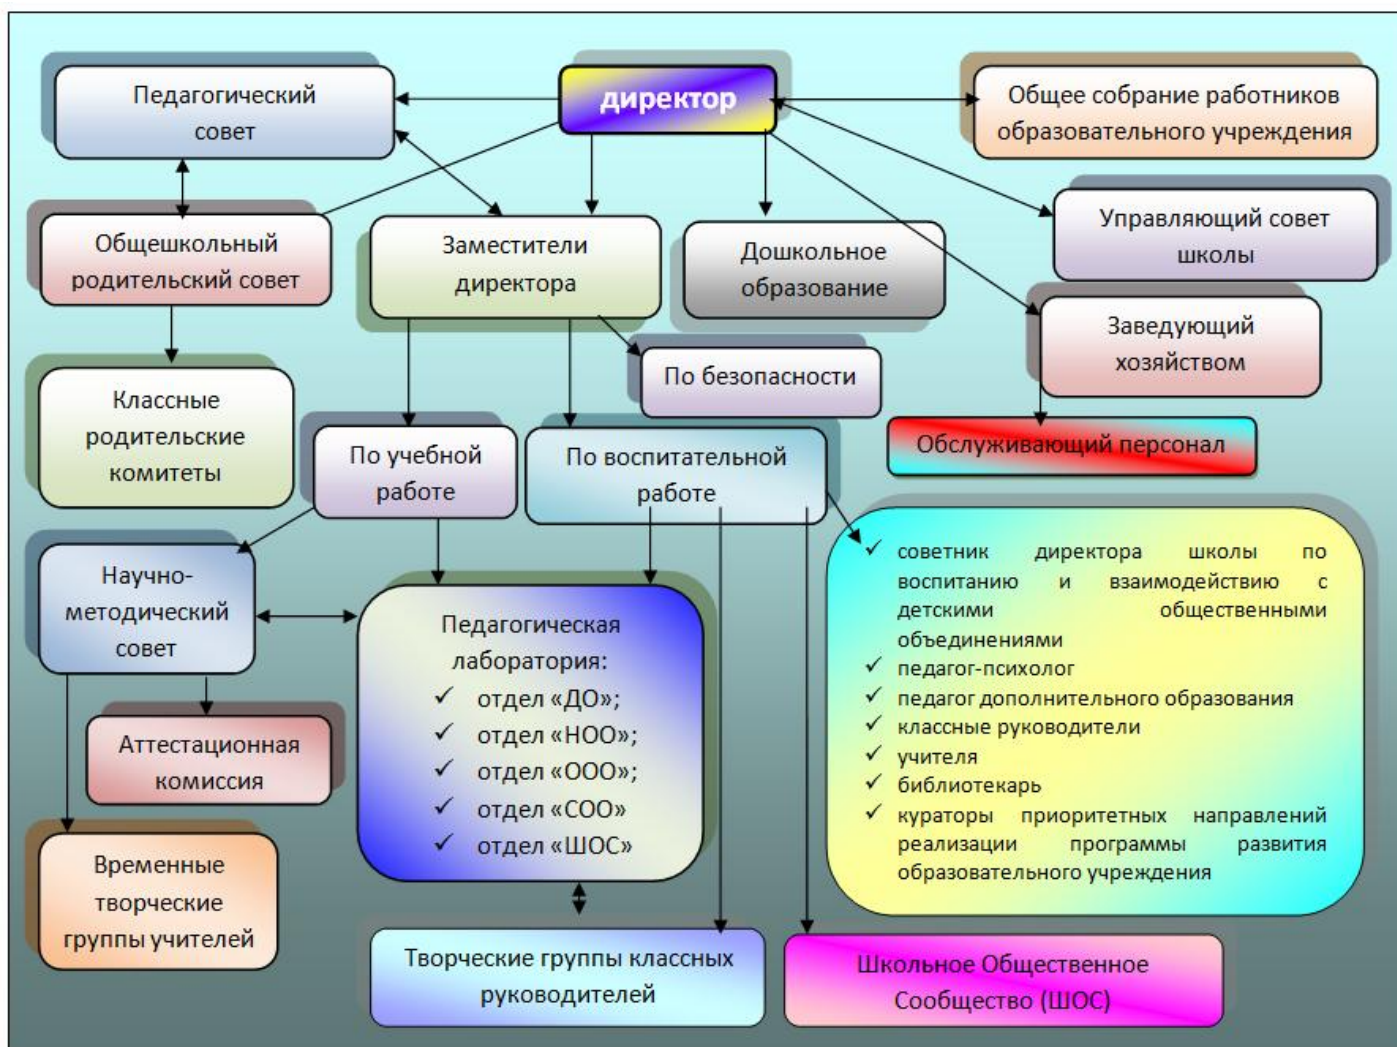 Педагогический
совет
директор
Общее собрание работников
образовательного учреждения
Общешкольный
родительский совет
Заместители
директора
Дошкольное
образование
Управляющий совет
школы
Заведующий
хозяйством
По безопасности
Классные
родительские
комитеты
По учебной
работе
По воспитательной
работе
Обслуживающий персонал
Научно-
методический
совет
Педагогическая
лаборатория:
✓ отдел «ДО»;
✓ отдел «НОО»;
✓ отдел «ООО»;
✓ отдел «СОО»
✓ отдел «ШОС»
✓ советник директора школы по
воспитанию и взаимодействию с
детскими общественными
объединениями
✓ педагог-психолог
✓ педагог дополнительного образования
✓ классные руководители
✓ учителя
✓ библиотекарь
✓ кураторы приоритетных направлений
реализации программы развития
образовательного учреждения
Аттестационная
комиссия
Временные
творческие
группы учителей
Творческие группы классных
руководителей
Школьное Общественное
Сообщество (ШОС)